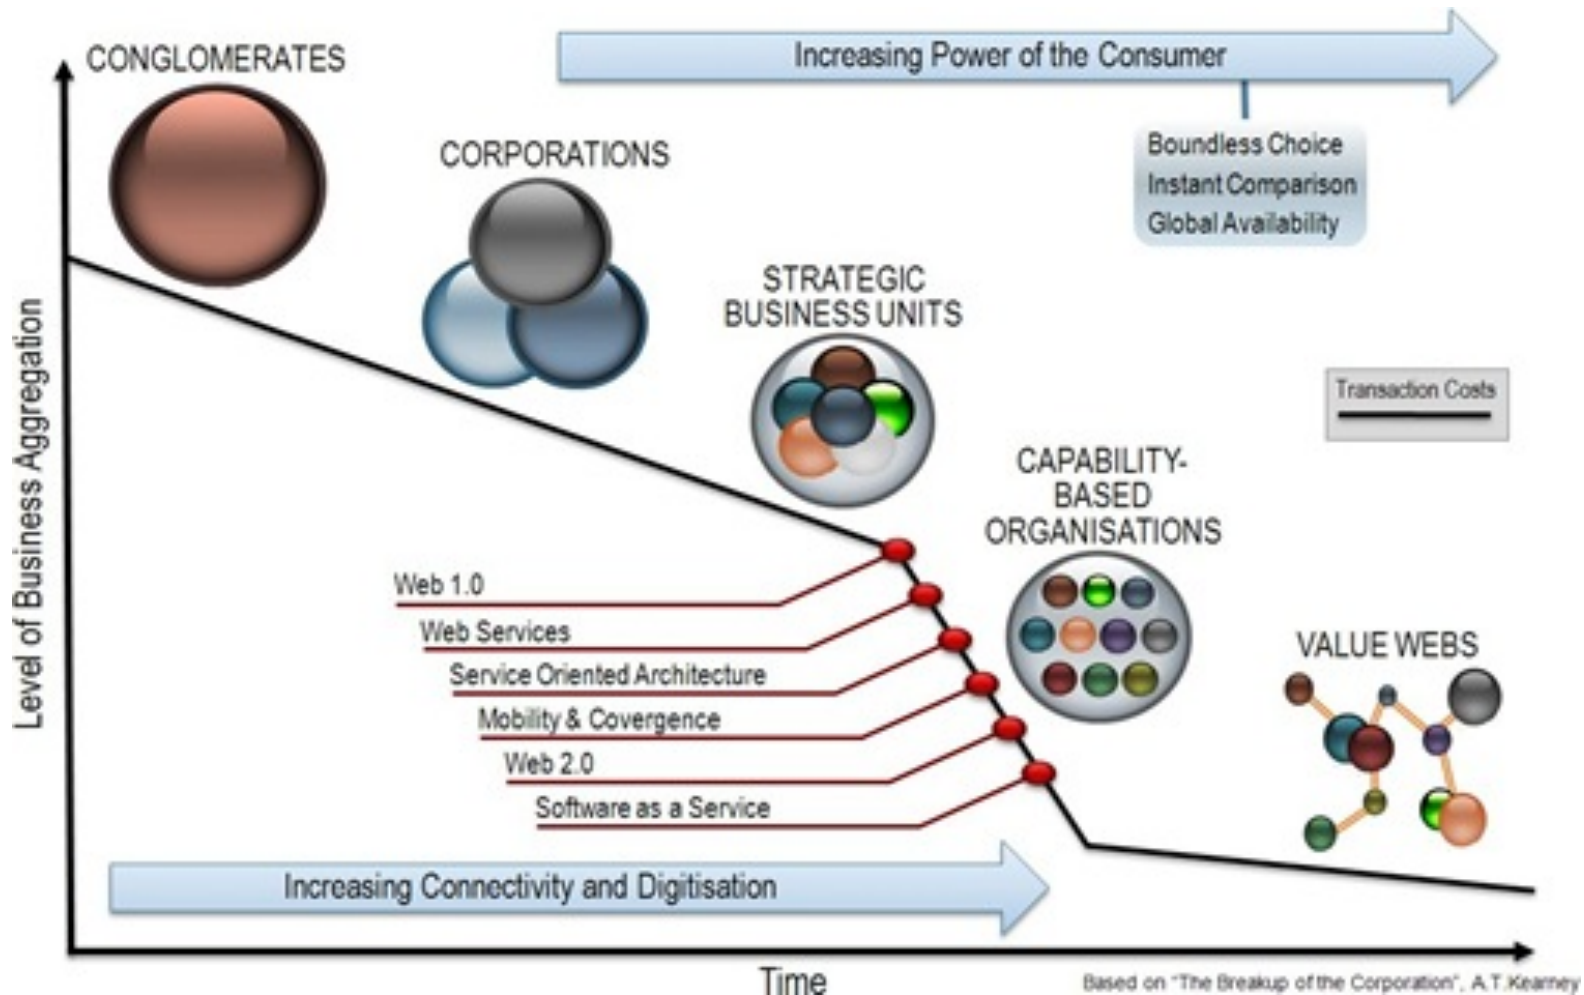 CONGLOMERATES
Increasing Power of the Consumer
Boundless Choice
Instant Comparison
Global Availability
CORPORATIONS
STRATEGIC
BUSINESS UNITS
Transaction Costs
CAPABILITY-
BASED
ORGANISATIONS
VALUE WEBS
Level of Business Aggregation
Web 1.0
Web Services
Service Oriented Architecture
Mobility & Covergence
Web 2.0
Software as a Service
Increasing Connectivity and Digitisation
Time
Based on "The Breakup of the Corporation", A.T.Kearney